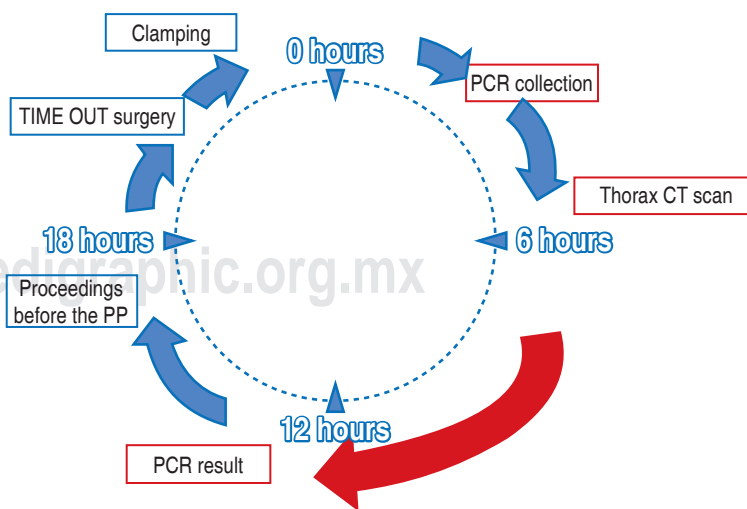 Clamping
0 hours
PCR collection
TIME OUT surgery
Thorax CT scan
18 hours
6 hours
edigraphic.org.mx
Proceedings
before the PP
12 hours
PCR result